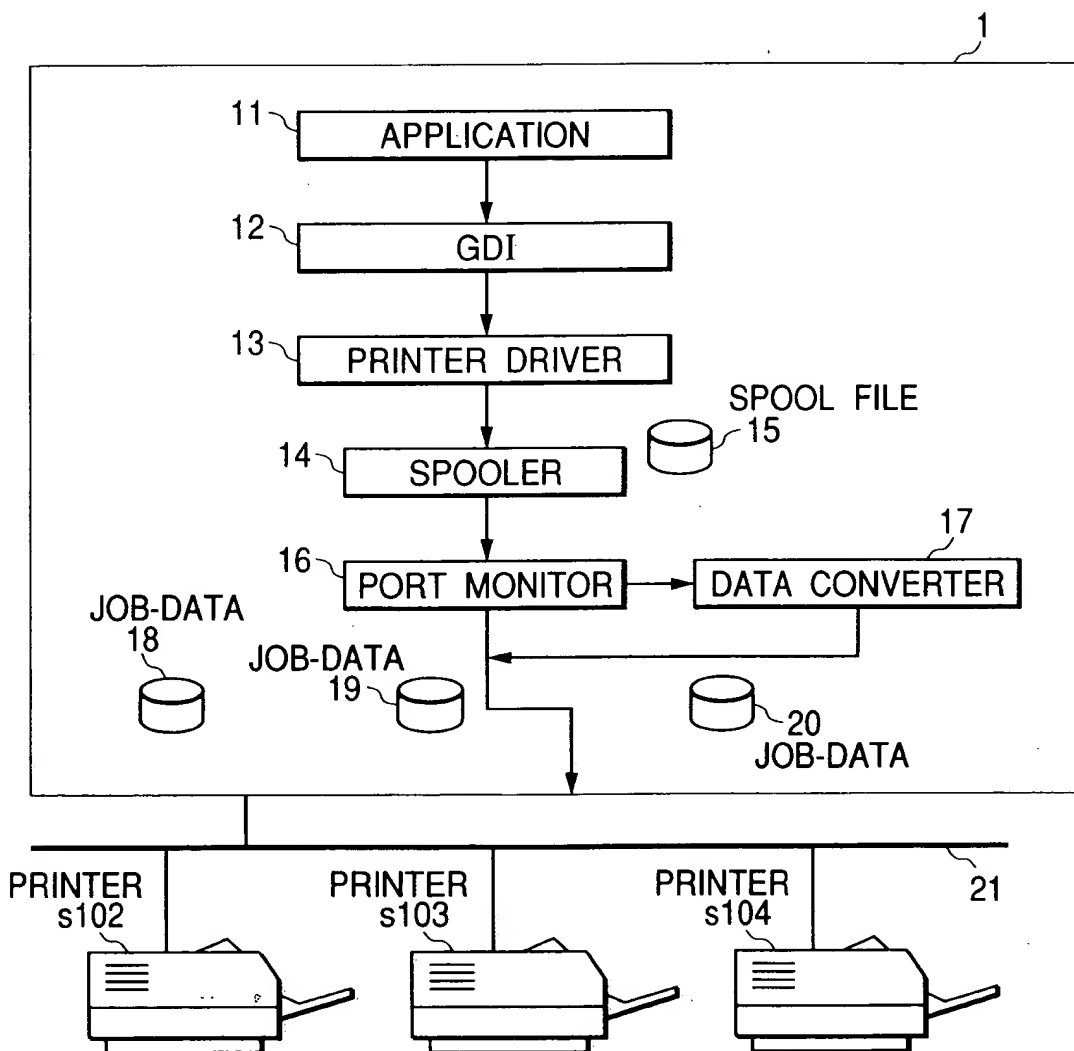 1
11
APPLICATION
12
GDI
13
PRINTER DRIVER
SPOOL FILE
15
14
SPOOLER
17
16
PORT MONITOR
DATA CONVERTER
JOB-DATA
18
JOB-DATA
19
20
JOB-DATA
21
PRINTER
s102
PRINTER
s103
PRINTER
s104